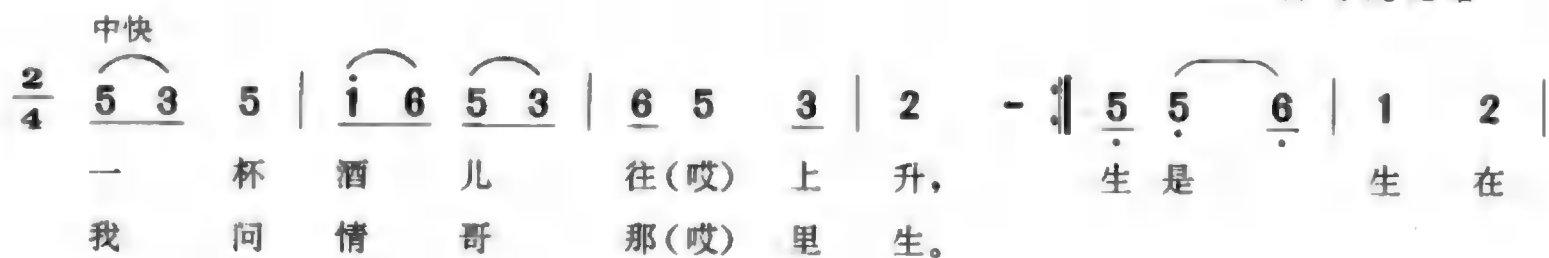 中快
2/4 5 3 5 | i 6 5 3 | 6 5 3 | 2 - :‖ 5 5 6 | 1 2 |
一 杯 酒 儿 往(哎) 上 升, 生 是 生 在
我 问 情 哥 那(哎) 里 生。